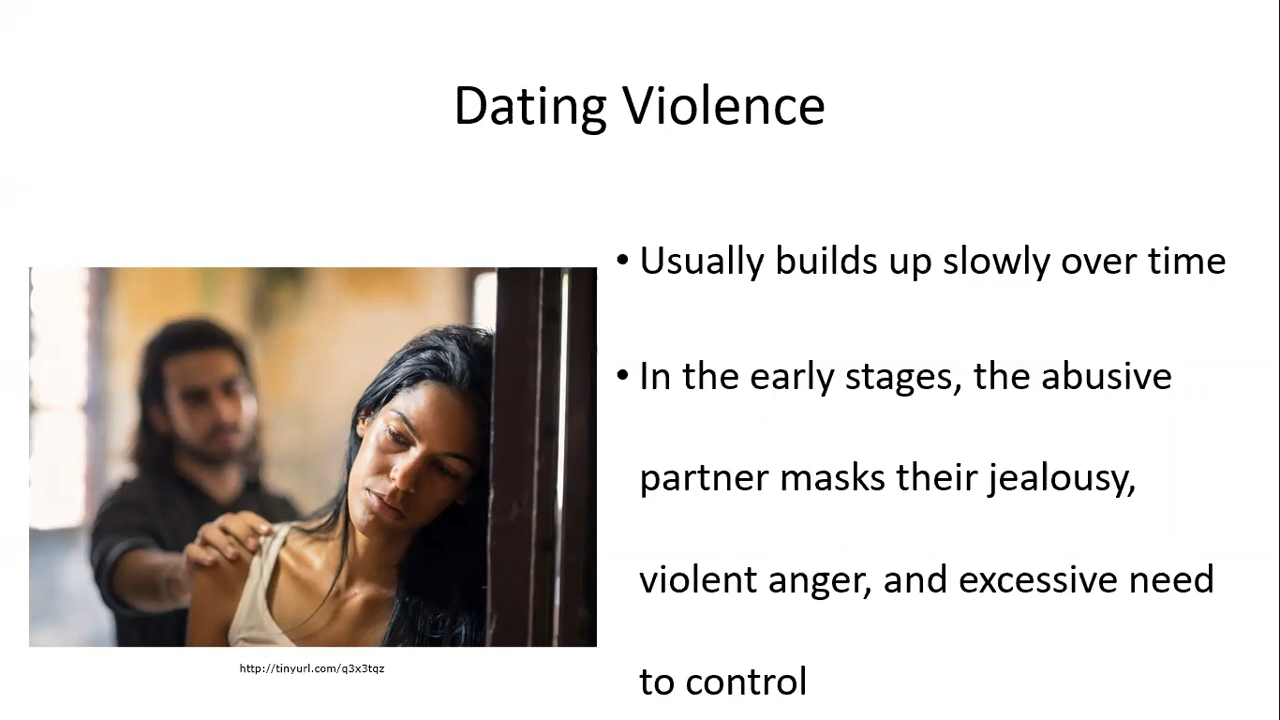 Dating Violence
• Usually builds up slowly over time
• In the early stages, the abusive
partner masks their jealousy,
violent anger, and excessive need
to control
http://tinyurl.com/q3x3tqz